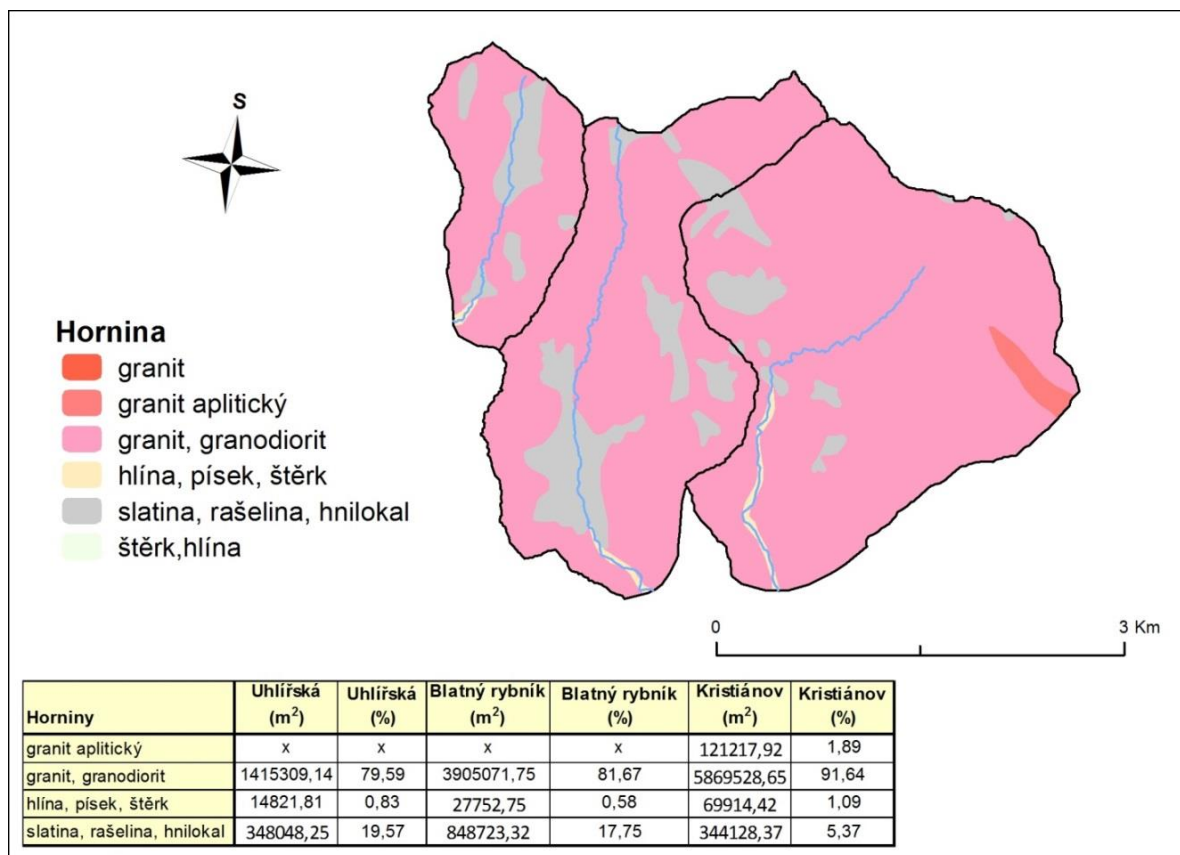 S
Hornina
granit
granit aplitický
granit, granodiorit
hlína, písek, štěrk
slatina, rašelina, hnilokal
štěrk,hlína
0 3 Km
Horniny Uhlířská (m²) Uhlířská (%) Blatný rybník (m²) Blatný rybník (%) Kristiánov (m²) Kristiánov (%)
granit aplitický x x x x 121217,92 1,89
granit, granodiorit 1415309,14 79,59 3905071,75 81,67 5869528,65 91,64
hlína, písek, štěrk 14821,81 0,83 27752,75 0,58 69914,42 1,09
slatina, rašelina, hnilokal 348048,25 19,57 848723,32 17,75 344128,37 5,37